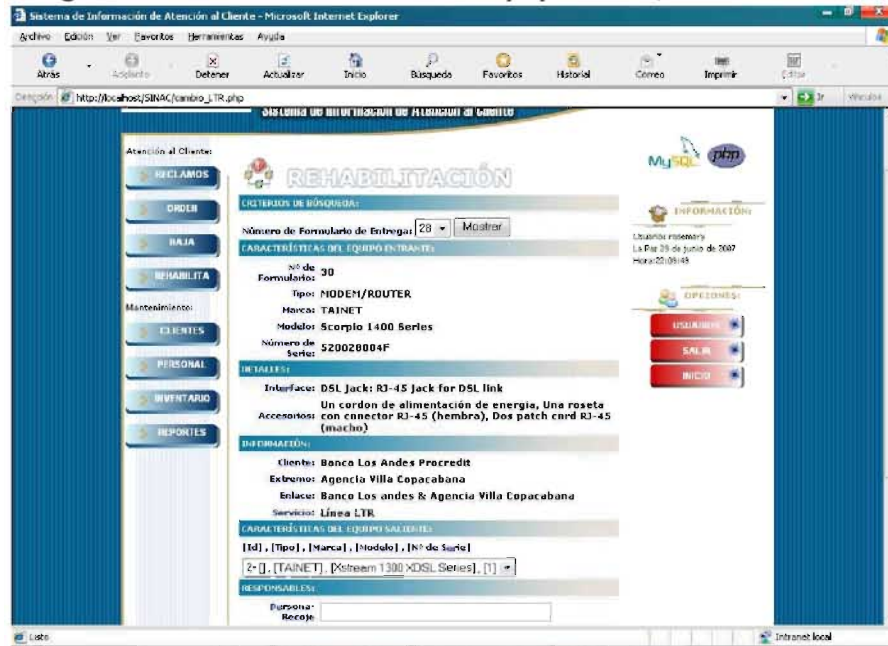 Sistema de Información de Atención al Cliente - Microsoft Internet Explorer
Archivo Edición Ver Favoritos Herramientas Ayuda
Atrás Adelante Detener Actualizar Inicio Búsqueda Favoritos Historial Correo Imprimir Editar
Dirección http://localhost/SINAC/cambio_LTR.php Ir Vínculos
Sistema de Información de Atención al Cliente
Atención al Cliente:
RECLAMOS
ORDEN
BAJA
REHABILITA
Mantenimiento:
CLIENTES
PERSONAL
INVENTARIO
REPORTES
REHABILITACIÓN
CRITERIOS DE BÚSQUEDA:
Número de Formulario de Entrega: 28 Mostrar
CARACTERÍSTICAS DEL EQUIPO ENTRANTE:
Nº de Formulario: 30
Tipo: MODEM/ROUTER
Marca: TAINET
Modelo: Scorpio 1400 Series
Número de Serie: 520028004F
DETALLES:
Interface: DSL Jack: RJ-45 Jack for DSL link
Accesorios: Un cordon de alimentación de energia, Una roseta
con cnnector RJ-45 (hembra), Dos patch cnrd RJ-45
(macho)
INFORMACIÓN:
Cliente: Banco Los Andes Procredit
Extremo: Agencia Villa Copacabana
Enlace: Banco Los andes & Agencia Villa Copacabana
Servicio: Línea LTR
CARACTERÍSTICAS DEL EQUIPO SALIENTE:
[Id] , [Tipo] , [Marca] , [Modelo] , [Nº de Serie]
2- [] , [TAINET] , [Xstream 1300 XDSL Series] , [1]
RESPONSABLES:
Persona-
Recoje
MySQL php
INFORMACIÓN:
Usuario: rosemary
La Paz 29 de junio de 2007
Hora:22:09:49
OPCIONES:
USUARIOS
SALIR
INICIO
Listo
Intranet local